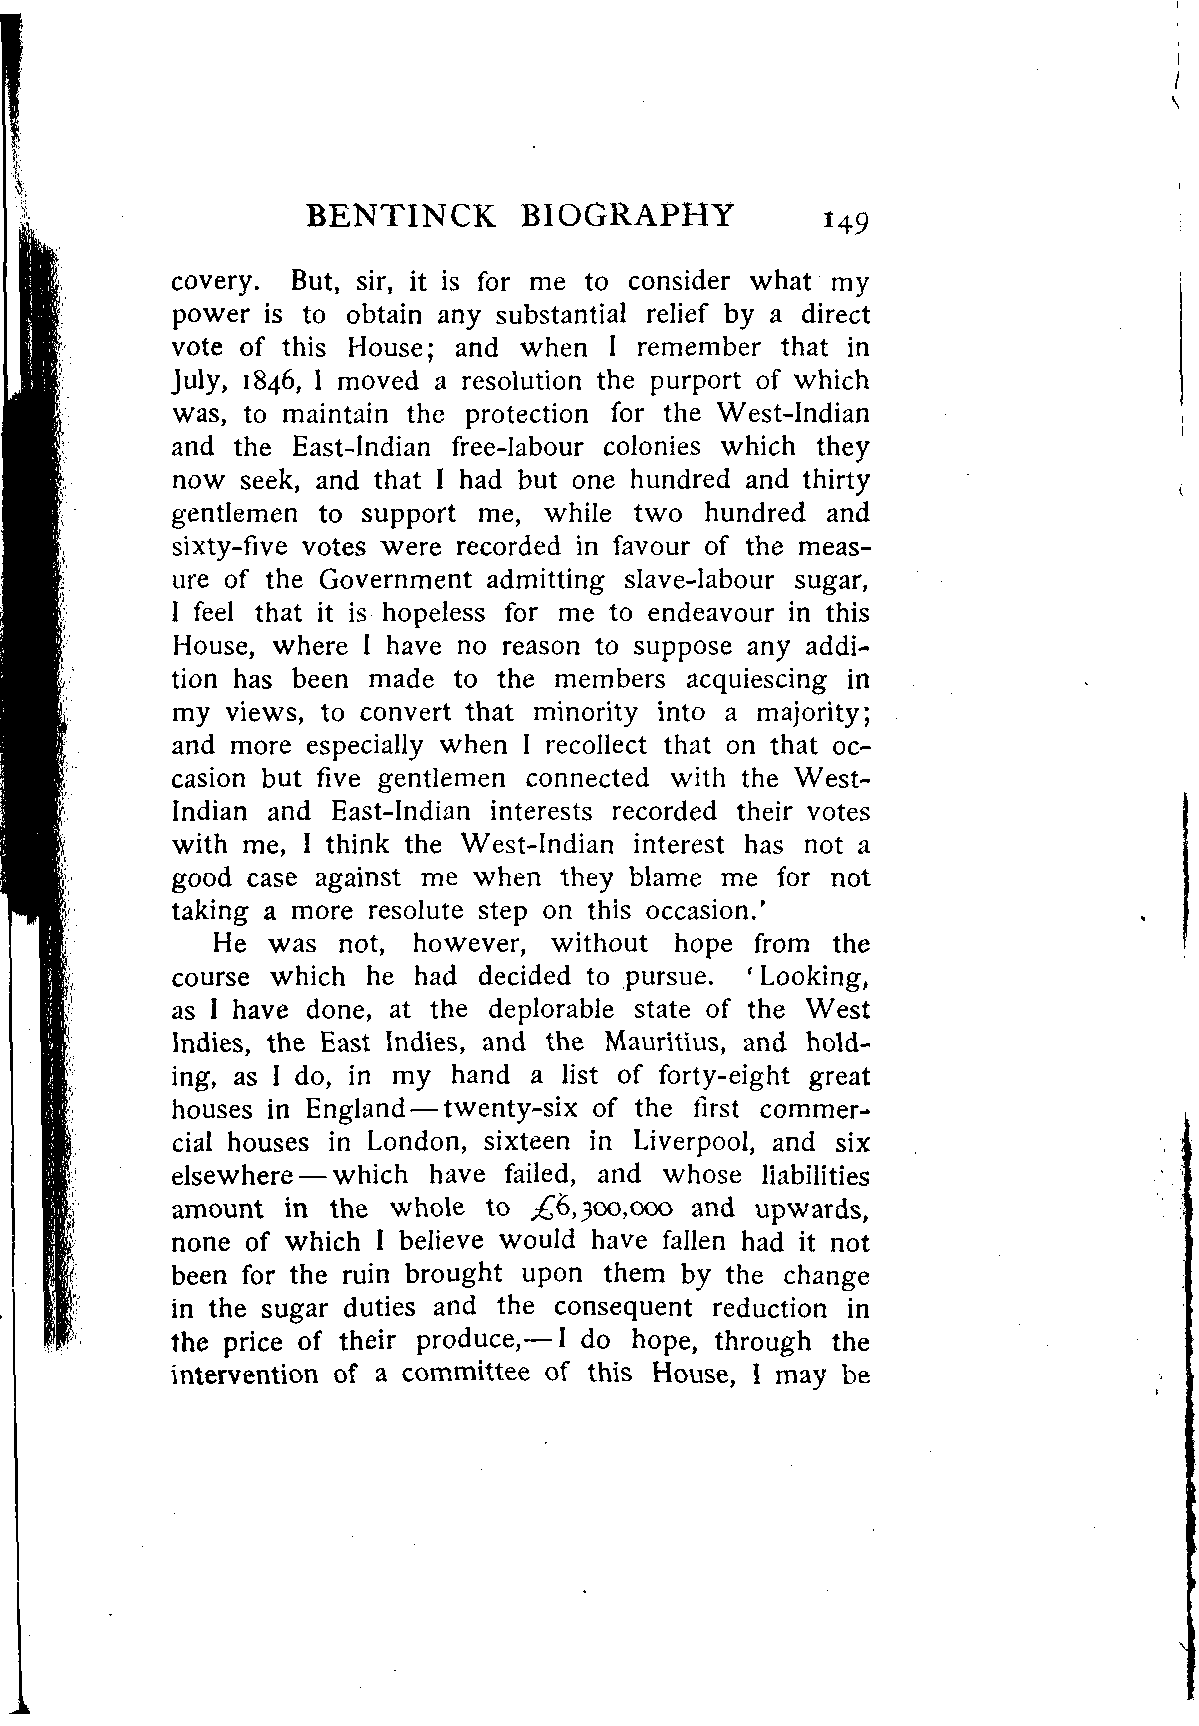 BENTINCK BIOGRAPHY 149
covery. But, sir, it is for me to consider what my
power is to obtain any substantial relief by a direct
vote of this House; and when I remember that in
July, 1846, I moved a resolution the purport of which
was, to maintain the protection for the West-Indian
and the East-Indian free-labour colonies which they
now seek, and that I had but one hundred and thirty
gentlemen to support me, while two hundred and
sixty-five votes were recorded in favour of the meas-
ure of the Government admitting slave-labour sugar,
I feel that it is hopeless for me to endeavour in this
House, where I have no reason to suppose any addi-
tion has been made to the members acquiescing in
my views, to convert that minority into a majority;
and more especially when I recollect that on that oc-
casion but five gentlemen connected with the West-
Indian and East-Indian interests recorded their votes
with me, I think the West-Indian interest has not a
good case against me when they blame me for not
taking a more resolute step on this occasion.'
He was not, however, without hope from the
course which he had decided to pursue. 'Looking,
as I have done, at the deplorable state of the West
Indies, the East Indies, and the Mauritius, and hold-
ing, as I do, in my hand a list of forty-eight great
houses in England—twenty-six of the first commer-
cial houses in London, sixteen in Liverpool, and six
elsewhere—which have failed, and whose liabilities
amount in the whole to £6,300,000 and upwards,
none of which I believe would have fallen had it not
been for the ruin brought upon them by the change
in the sugar duties and the consequent reduction in
the price of their produce,—I do hope, through the
intervention of a committee of this House, I may be